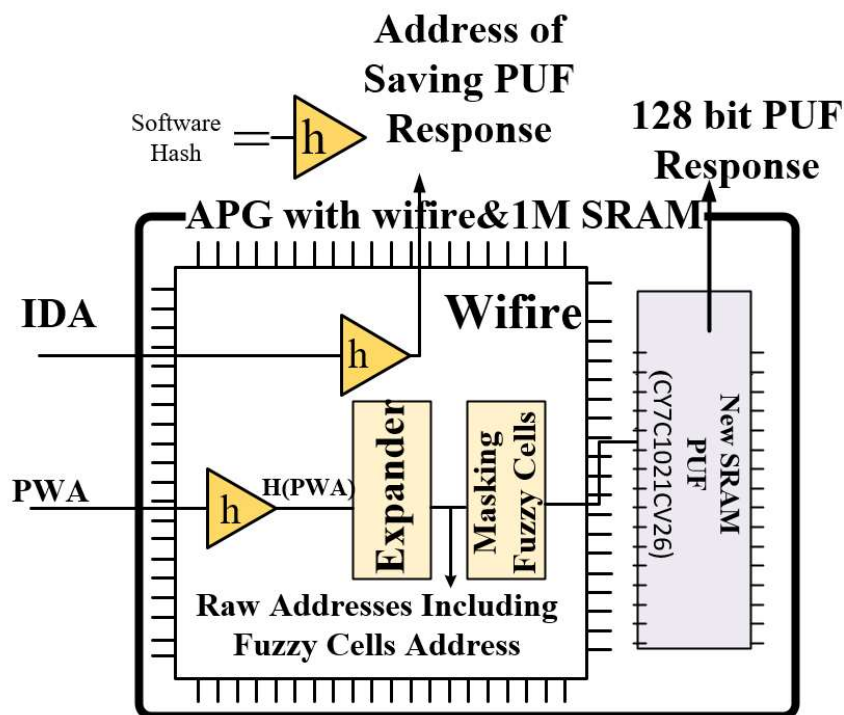 Address of
Saving PUF
Response
Software
Hash
h
128 bit PUF
Response
APG with wifire&1M SRAM
IDA
h
Wifire
PWA
h
H(PWA)
Expander
Masking
Fuzzy Cells
New SRAM
PUF
(CY7C1021CV26)
Raw Addresses Including
Fuzzy Cells Address